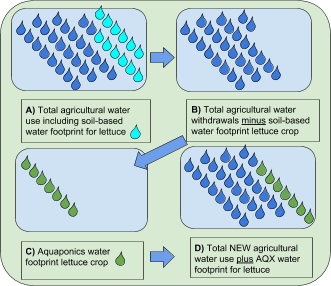 A) Total agricultural water
use including soil-based
water footprint for lettuce
B) Total agricultural water
withdrawals minus soil-based
water footprint lettuce crop
C) Aquaponics water
footprint lettuce crop
D) Total NEW agricultural
water use plus AQX water
footprint for lettuce